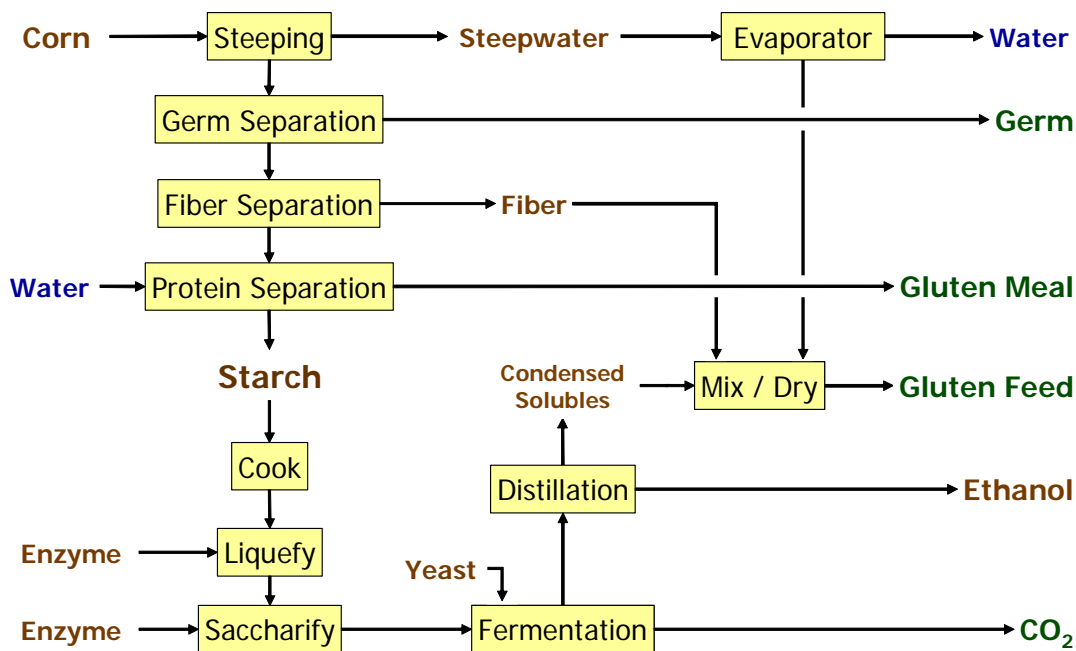 Corn
Steeping
Steepwater
Evaporator
Water
Germ Separation
Germ
Fiber Separation
Fiber
Water
Protein Separation
Gluten Meal
Starch
Condensed
Solubles
Mix / Dry
Gluten Feed
Cook
Distillation
Ethanol
Enzyme
Liquefy
Yeast
Enzyme
Saccharify
Fermentation
CO₂